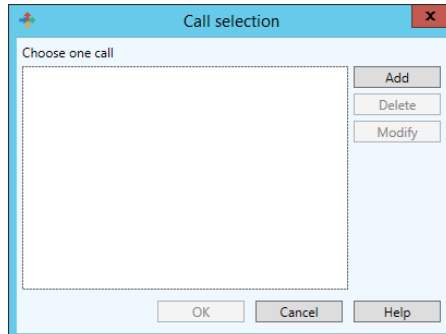 Call selection
x
Choose one call
Add
Delete
Modify
OK
Cancel
Help